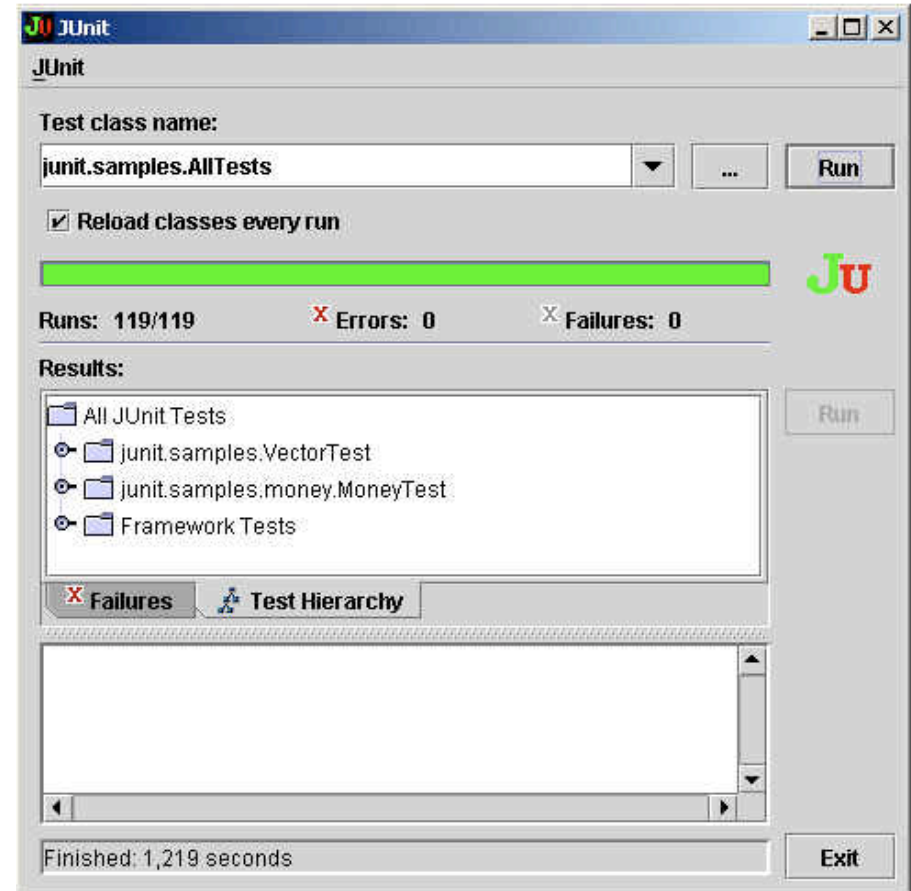 JU JUnit
JUnit
Test class name:
junit.samples.AllTests
...
Run
Reload classes every run
JU
Runs: 119/119 X Errors: 0 X Failures: 0
Results:
All JUnit Tests
Run
junit.samples.VectorTest
junit.samples.money.MoneyTest
Framework Tests
X Failures
Test Hierarchy
Finished: 1,219 seconds
Exit